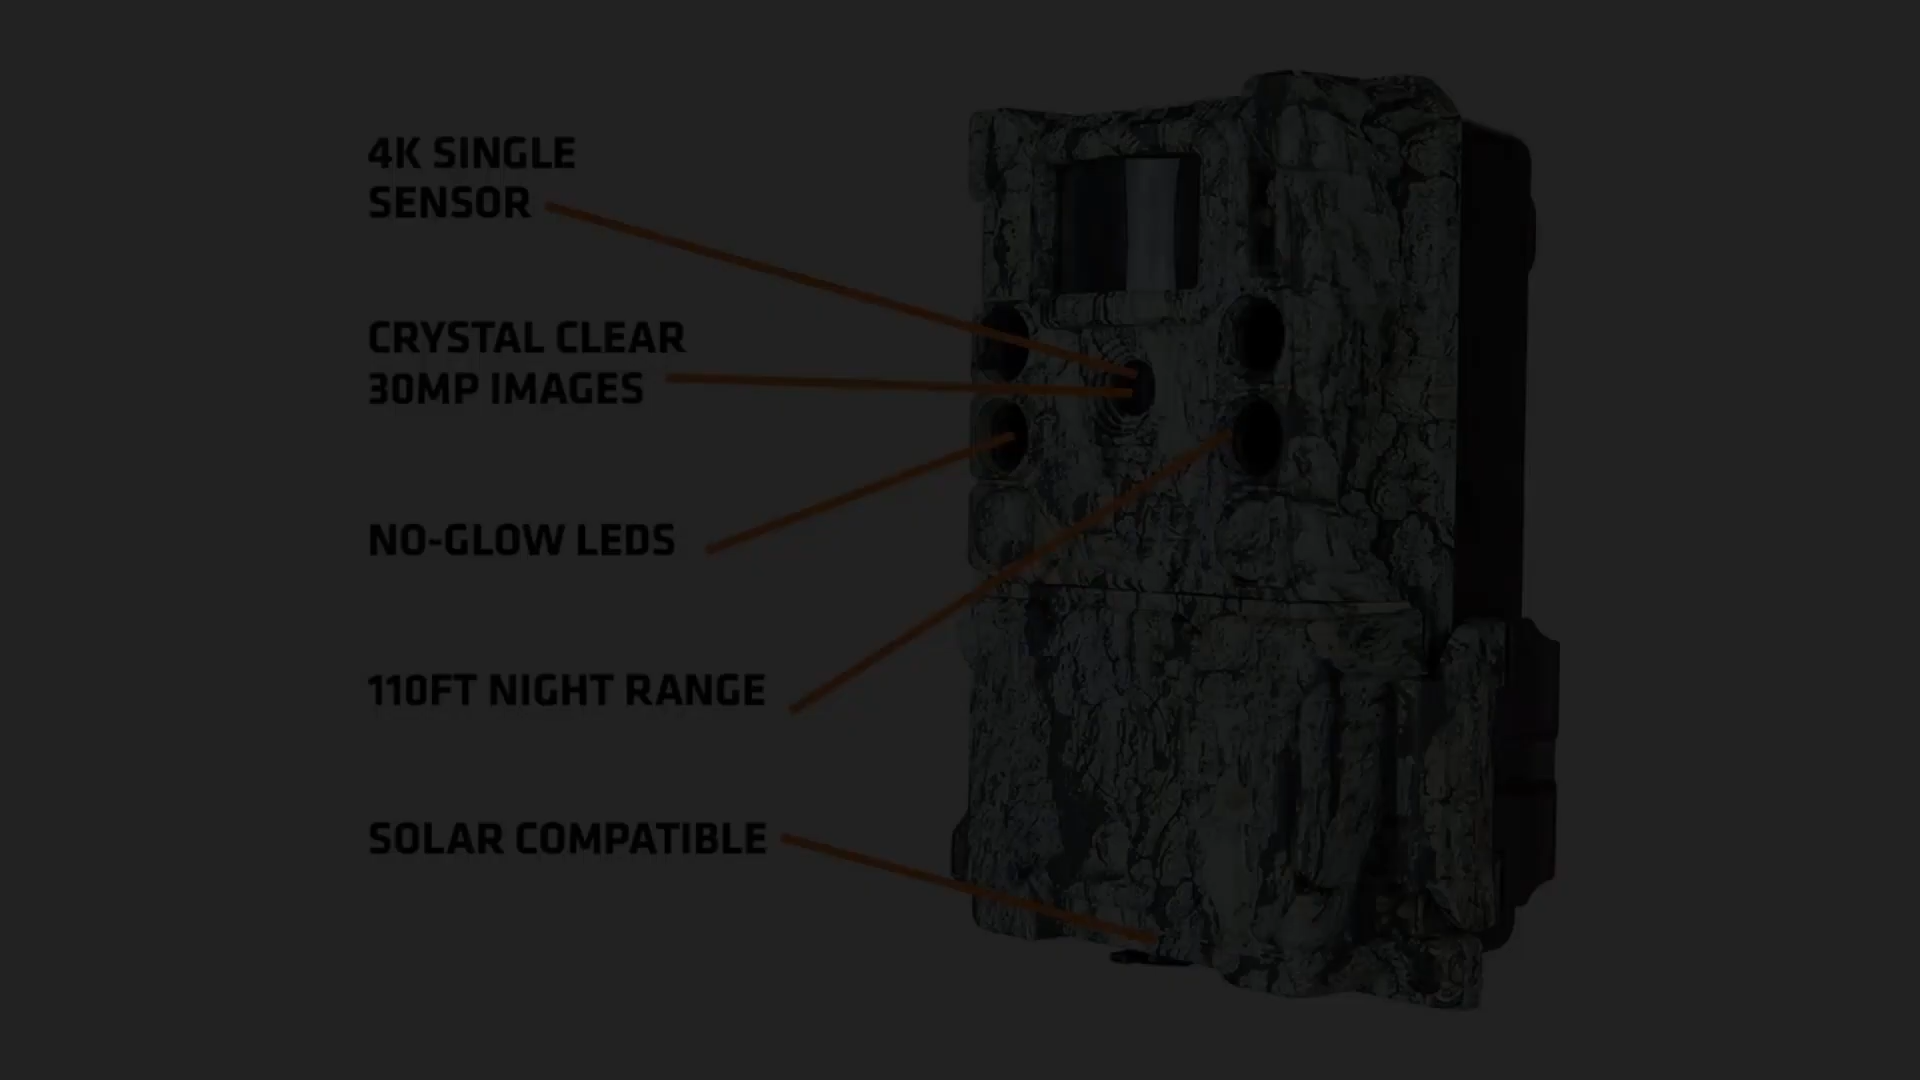 4K SINGLE
SENSOR
CRYSTAL CLEAR
30MP IMAGES
NO-GLOW LEDS
110FT NIGHT RANGE
SOLAR COMPATIBLE